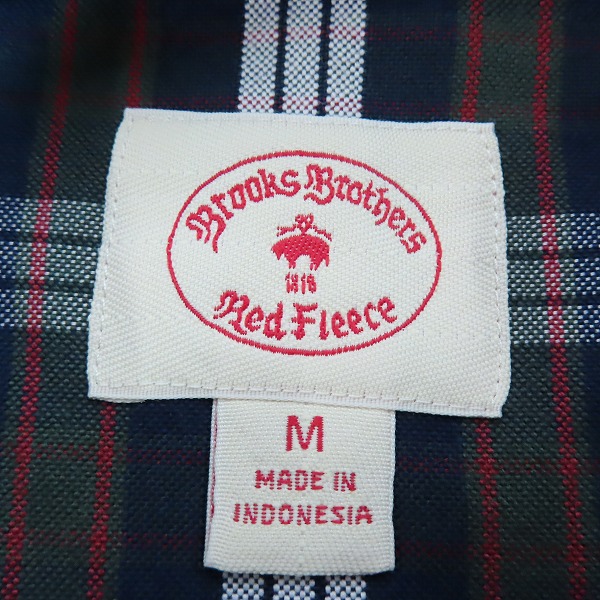 Brooks Brothers
1818
Red Fleece
M
MADE IN
INDONESIA